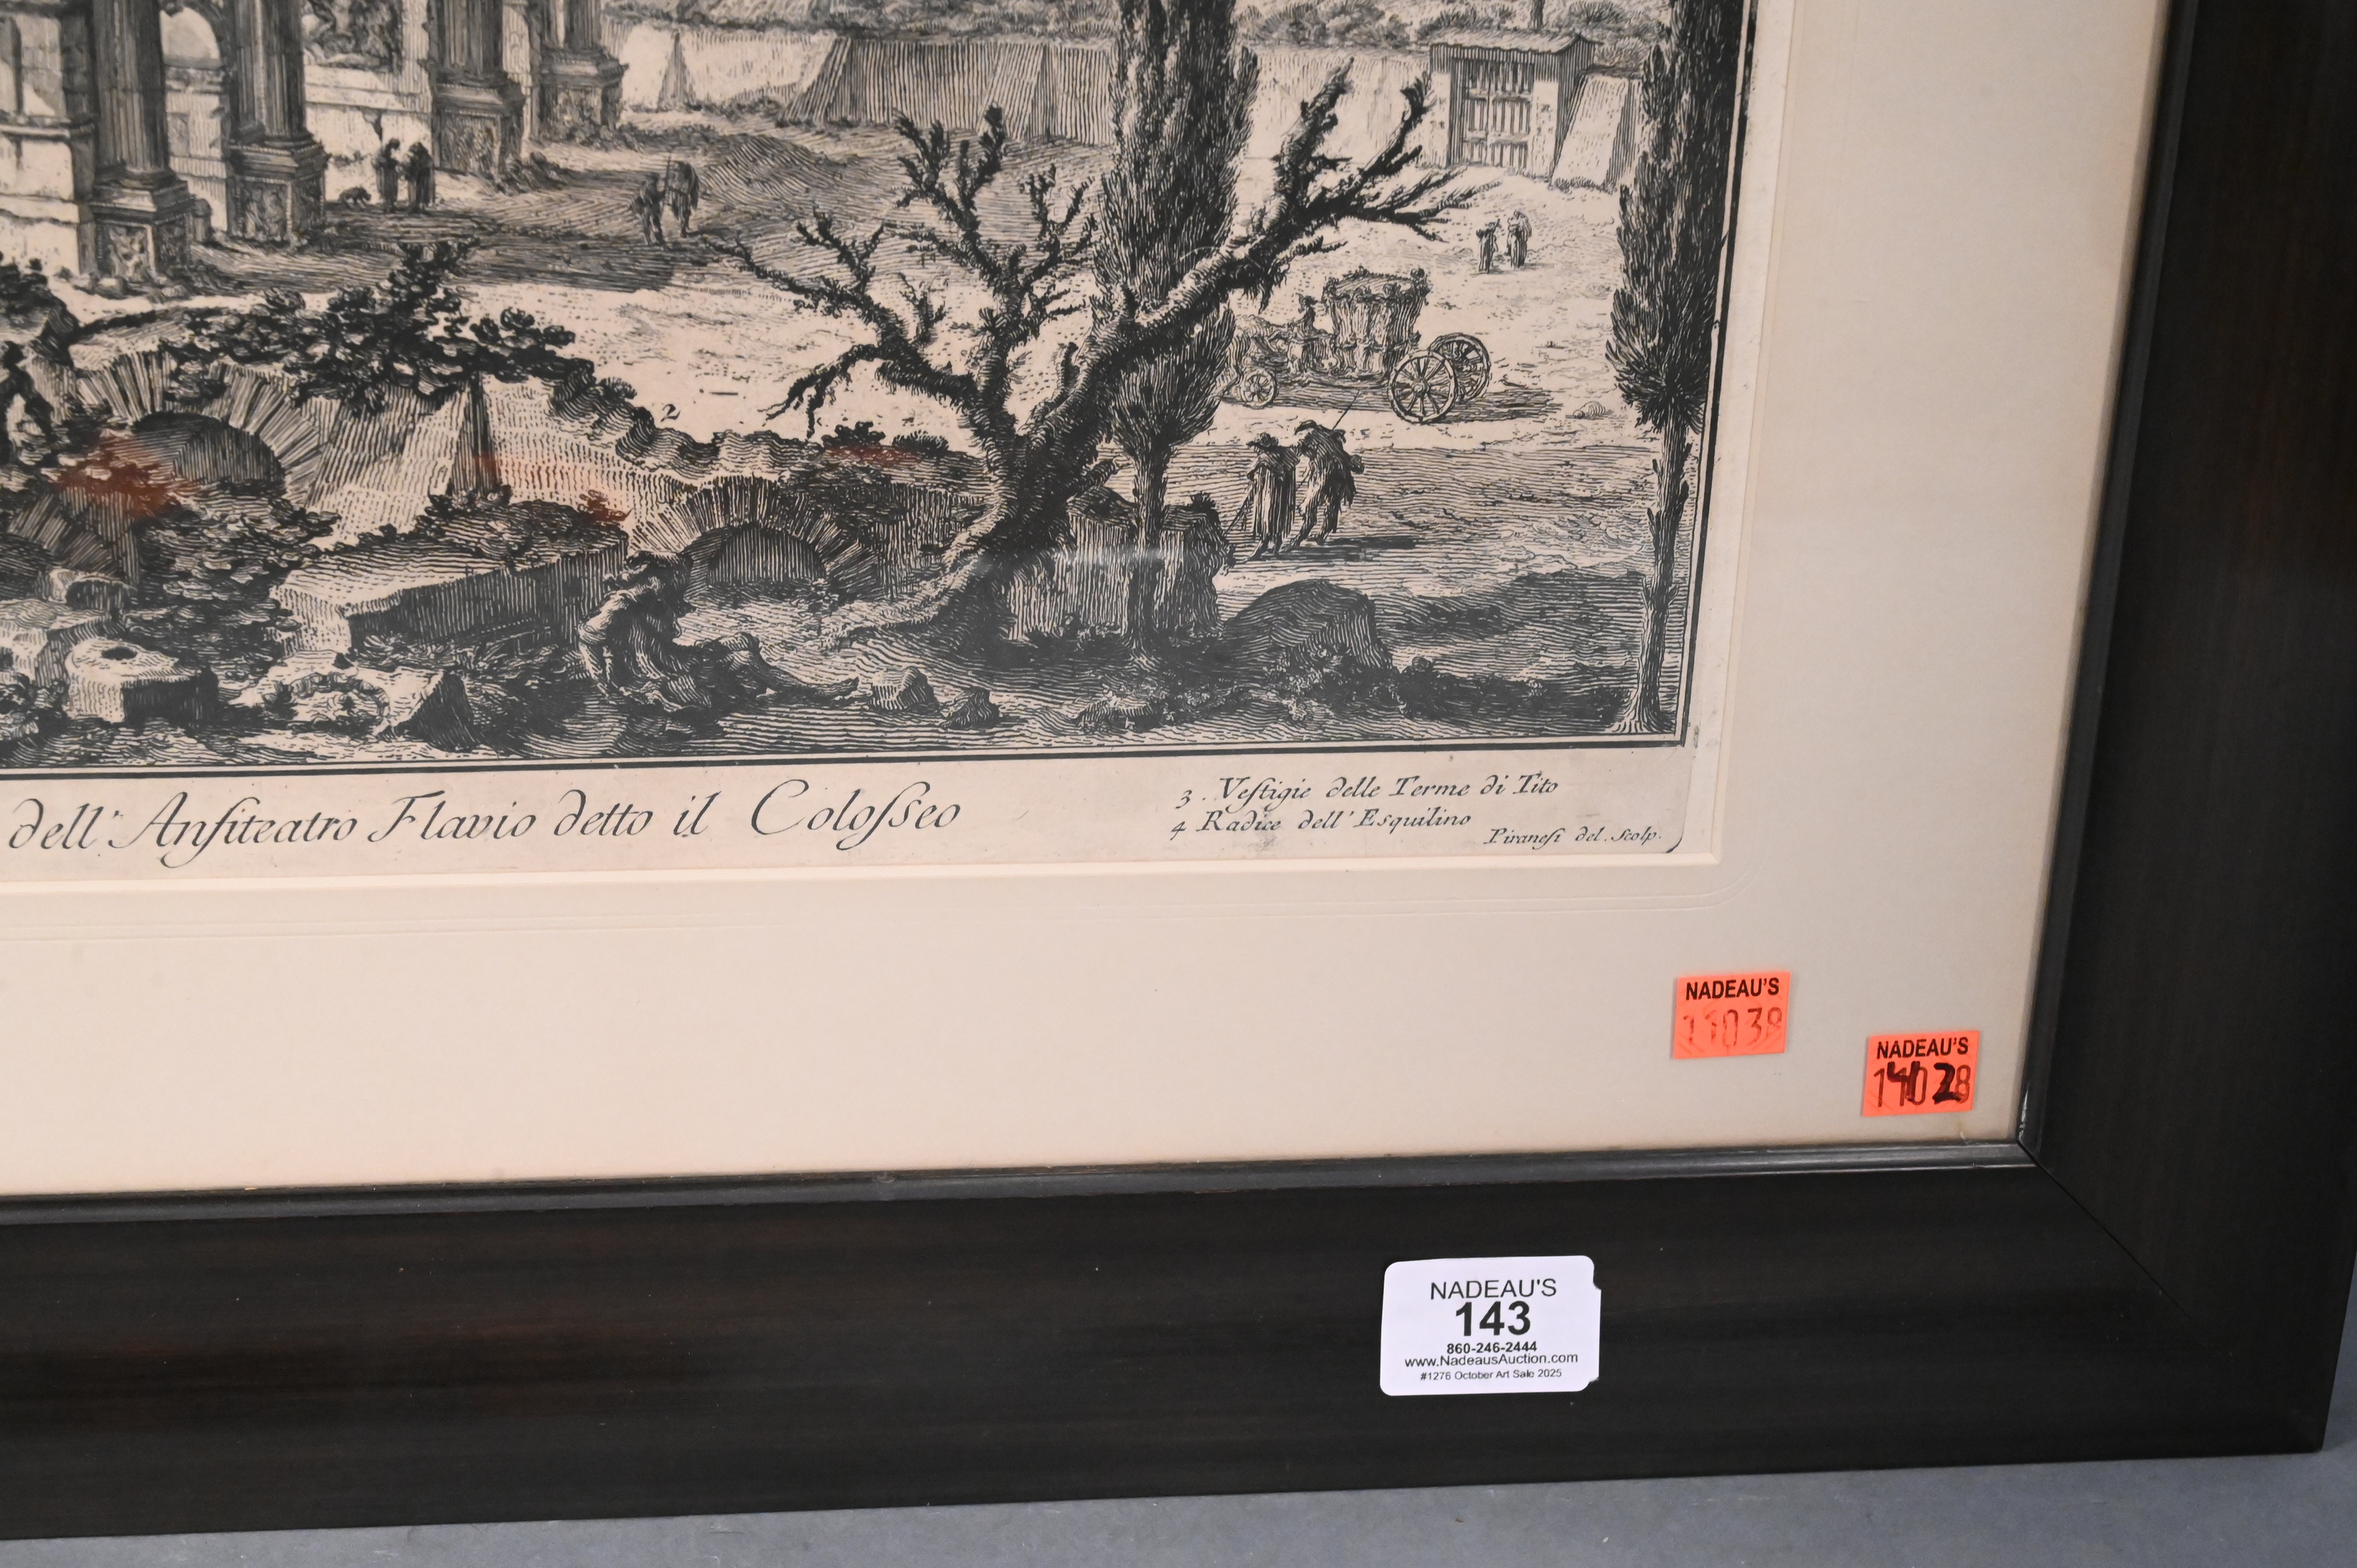 2
dell' Anfiteatro Flavio detto il Colosseo
3. Vestigie delle Terme di Tito
4 Radice dell' Esquilino
Piranesi del. Scolp.
NADEAU'S
11038
NADEAU'S
NADEAU'S
143
860-246-2444
www.NadeausAuction.com
#1276 October Art Sale 2025